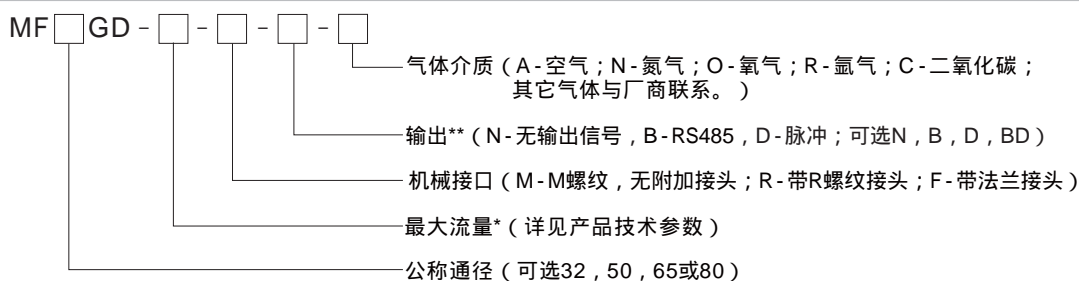 MF□GD-□-□-□-□
气体介质（A-空气；N-氮气；O-氧气；R-氩气；C-二氧化碳；
其它气体与厂商联系。）
输出**（N-无输出信号，B-RS485，D-脉冲；可选N，B，D，BD）
机械接口（M-M螺纹，无附加接头；R-带R螺纹接头；F-带法兰接头）
最大流量*（详见产品技术参数）
公称通径（可选32，50，65或80）